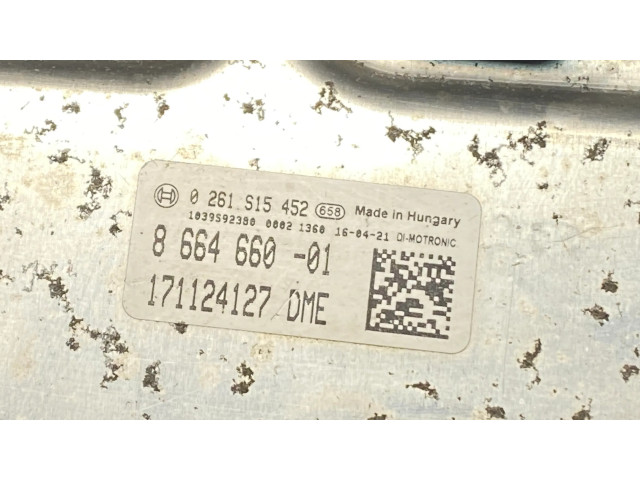 0 261 S15 452 658 Made in Hungary
1039S92380 0002 1360 16-04-21 DI-MOTRONIC
8 664 660 -01
171124127 DME